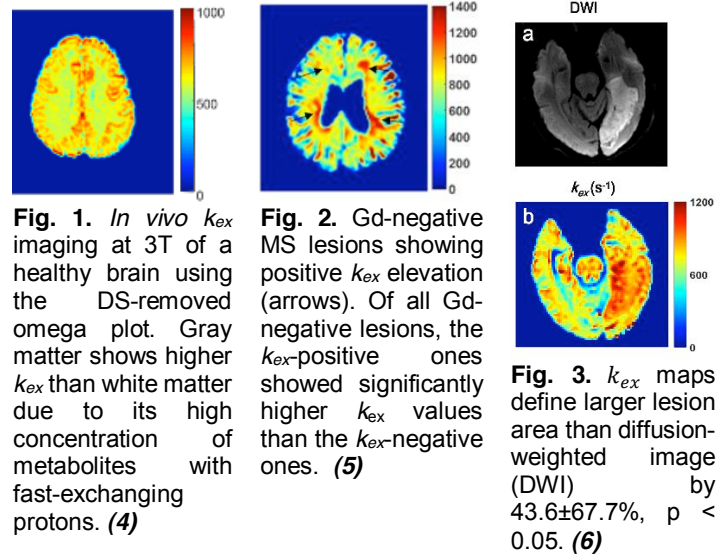 1000
500
0
Fig. 1. In vivo kex
imaging at 3T of a
healthy brain using
the DS-removed
omega plot. Gray
matter shows higher
kex than white matter
due to its high
concentration of
metabolites with
fast-exchanging
protons. (4)
1400
1200
1000
800
600
400
200
0
Fig. 2. Gd-negative
MS lesions showing
positive kex elevation
(arrows). Of all Gd-
negative lesions, the
kex-positive ones
showed significantly
higher kex values
than the kex-negative
ones. (5)
DWI
a
kex(s-1)
b
1200
600
0
Fig. 3. kex maps
define larger lesion
area than diffusion-
weighted image
(DWI) by
43.6±67.7%, p <
0.05. (6)